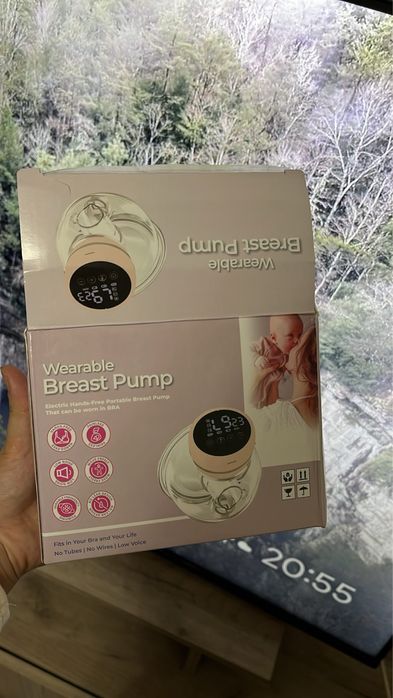 Wearable
Breast Pump
Wearable
Breast Pump
Electric Hands-Free Portable Breast Pump
That can be worn in BRA
Fits in Your Bra and Your Life
No Tubes | No Wires | Low Voice
20:55